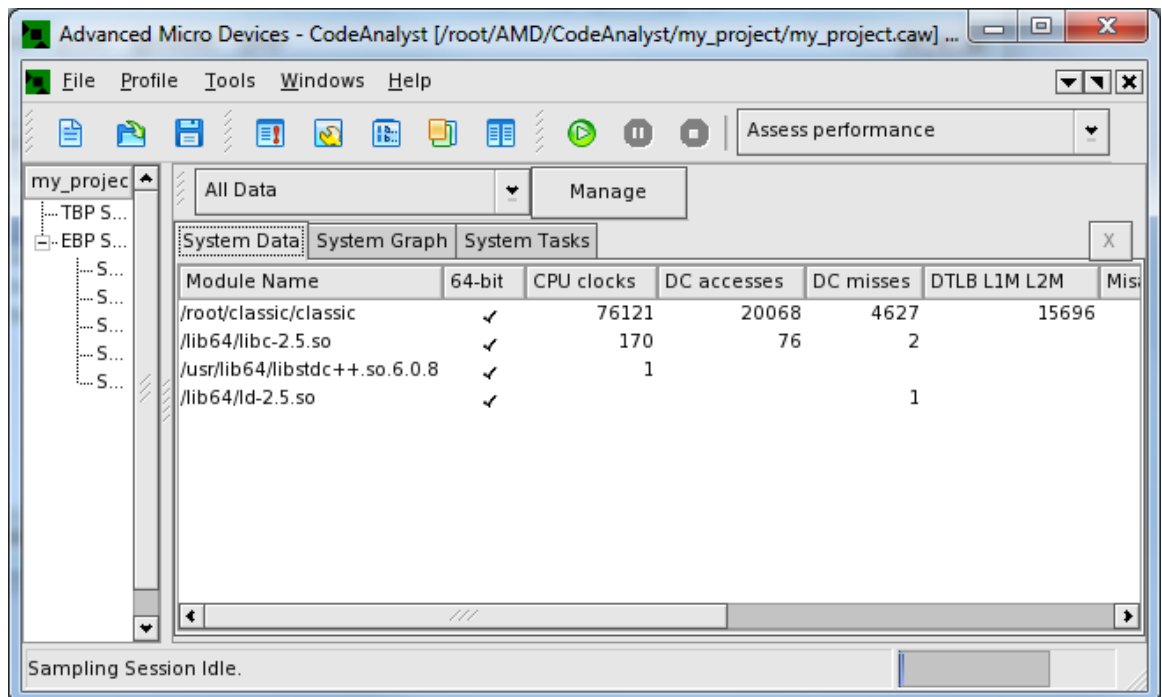 Advanced Micro Devices - CodeAnalyst [/root/AMD/CodeAnalyst/my_project/my_project.caw] ...
File Profile Tools Windows Help
Assess performance
my_projec
TBP S...
EBP S...
S...
S...
S...
S...
S...
All Data Manage
System Data System Graph System Tasks X
Module Name 64-bit CPU clocks DC accesses DC misses DTLB L1M L2M Misa
/root/classic/classic ✓ 76121 20068 4627 15696
/lib64/libc-2.5.so ✓ 170 76 2
/usr/lib64/libstdc++.so.6.0.8 ✓ 1
/lib64/ld-2.5.so ✓ 1
Sampling Session Idle.